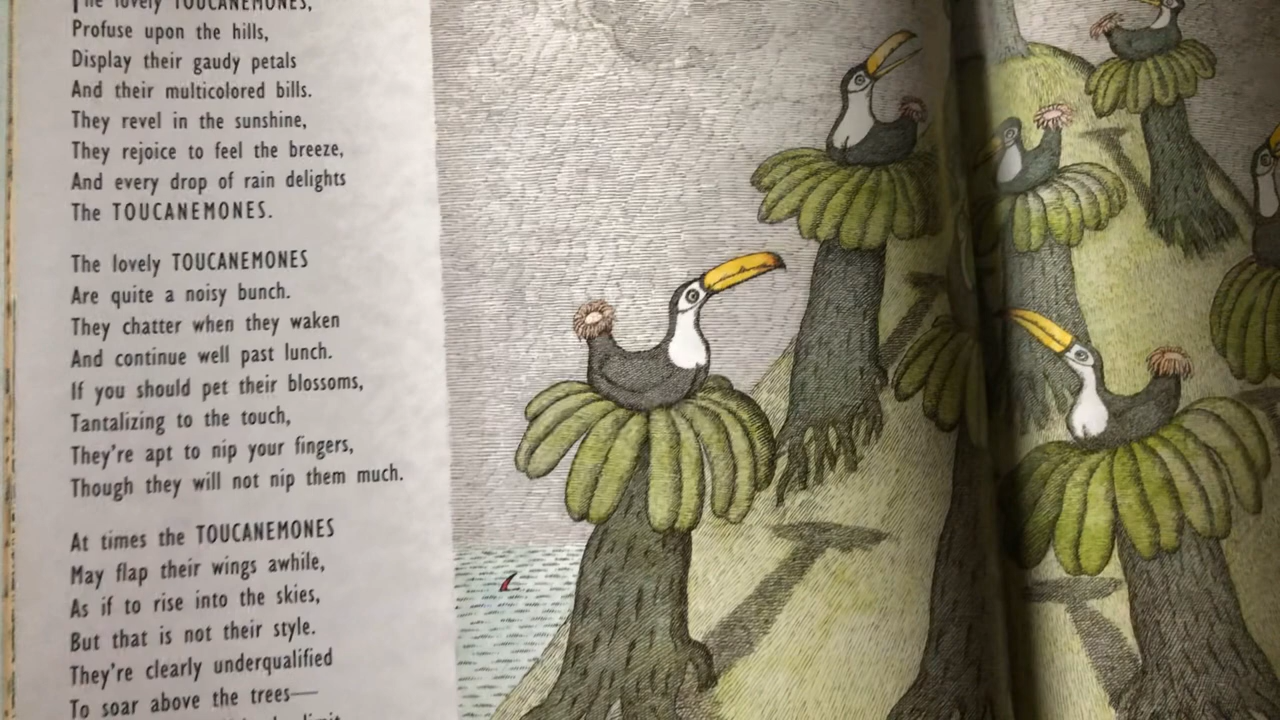 The lovely TOUCANEMONES,
Profuse upon the hills,
Display their gaudy petals
And their multicolored bills.
They revel in the sunshine,
They rejoice to feel the breeze,
And every drop of rain delights
The TOUCANEMONES.
The lovely TOUCANEMONES
Are quite a noisy bunch.
They chatter when they waken
And continue well past lunch.
If you should pet their blossoms,
Tantalizing to the touch,
They're apt to nip your fingers,
Though they will not nip them much.
At times the TOUCANEMONES
May flap their wings awhile,
As if to rise into the skies,
But that is not their style.
They're clearly underqualified
To soar above the trees—
limit